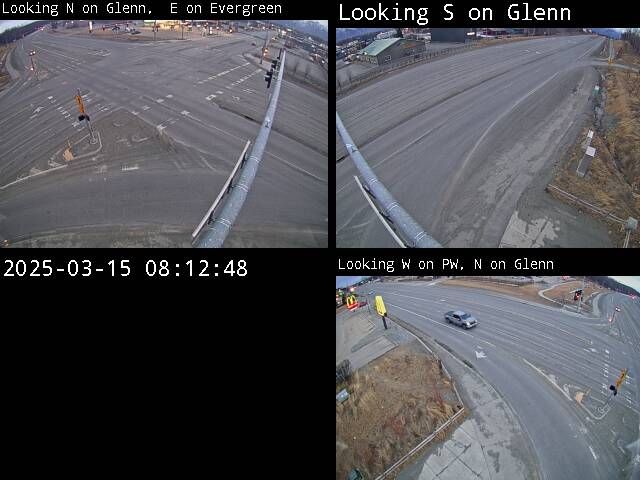 Looking N on Glenn,  E on Evergreen
Looking S on Glenn
2025-03-15 08:12:48
Looking W on PW, N on Glenn